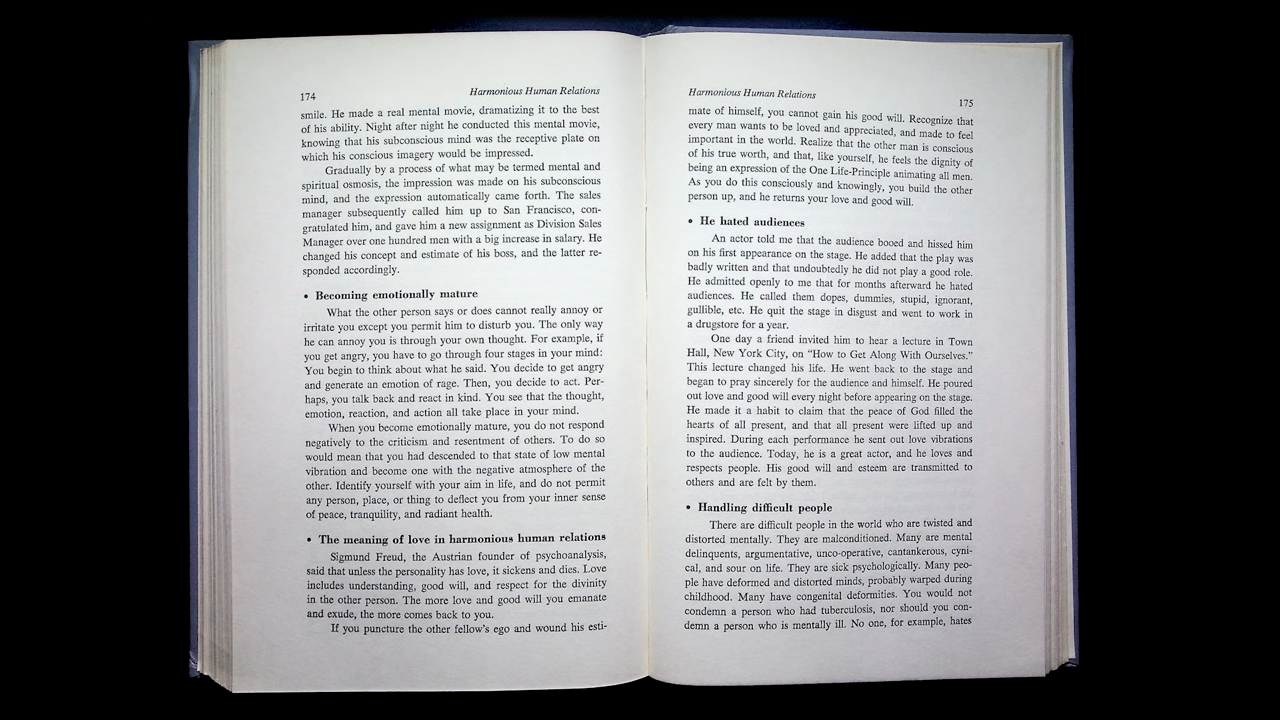 174
Harmonious Human Relations
smile. He made a real mental movie, dramatizing it to the best
of his ability. Night after night he conducted this mental movie,
knowing that his subconscious mind was the receptive plate on
which his conscious imagery would be impressed.
Gradually by a process of what may be termed mental and
spiritual osmosis, the impression was made on his subconscious
mind, and the expression automatically came forth. The sales
manager subsequently called him up to San Francisco, con-
gratulated him, and gave him a new assignment as Division Sales
Manager over one hundred men with a big increase in salary. He
changed his concept and estimate of his boss, and the latter re-
sponded accordingly.
• Becoming emotionally mature
What the other person says or does cannot really annoy or
irritate you except you permit him to disturb you. The only way
he can annoy you is through your own thought. For example, if
you get angry, you have to go through four stages in your mind:
You begin to think about what he said. You decide to get angry
and generate an emotion of rage. Then, you decide to act. Per-
haps, you talk back and react in kind. You see that the thought,
emotion, reaction, and action all take place in your mind.
When you become emotionally mature, you do not respond
negatively to the criticism and resentment of others. To do so
would mean that you had descended to that state of low mental
vibration and become one with the negative atmosphere of the
other. Identify yourself with your aim in life, and do not permit
any person, place, or thing to deflect you from your inner sense
of peace, tranquility, and radiant health.
• The meaning of love in harmonious human relations
Sigmund Freud, the Austrian founder of psychoanalysis,
said that unless the personality has love, it sickens and dies. Love
includes understanding, good will, and respect for the divinity
in the other person. The more love and good will you emanate
and exude, the more comes back to you.
If you puncture the other fellow's ego and wound his esti-
Harmonious Human Relations
175
mate of himself, you cannot gain his good will. Recognize that
every man wants to be loved and appreciated, and made to feel
important in the world. Realize that the other man is conscious
of his true worth, and that, like yourself, he feels the dignity of
being an expression of the One Life-Principle animating all men.
As you do this consciously and knowingly, you build the other
person up, and he returns your love and good will.
• He hated audiences
An actor told me that the audience booed and hissed him
on his first appearance on the stage. He added that the play was
badly written and that undoubtedly he did not play a good role.
He admitted openly to me that for months afterward he hated
audiences. He called them dopes, dummies, stupid, ignorant,
gullible, etc. He quit the stage in disgust and went to work in
a drugstore for a year.
One day a friend invited him to hear a lecture in Town
Hall, New York City, on "How to Get Along With Ourselves."
This lecture changed his life. He went back to the stage and
began to pray sincerely for the audience and himself. He poured
out love and good will every night before appearing on the stage.
He made it a habit to claim that the peace of God filled the
hearts of all present, and that all present were lifted up and
inspired. During each performance he sent out love vibrations
to the audience. Today, he is a great actor, and he loves and
respects people. His good will and esteem are transmitted to
others and are felt by them.
• Handling difficult people
There are difficult people in the world who are twisted and
distorted mentally. They are malconditioned. Many are mental
delinquents, argumentative, unco-operative, cantankerous, cyni-
cal, and sour on life. They are sick psychologically. Many peo-
ple have deformed and distorted minds, probably warped during
childhood. Many have congenital deformities. You would not
condemn a person who had tuberculosis, nor should you con-
demn a person who is mentally ill. No one, for example, hates